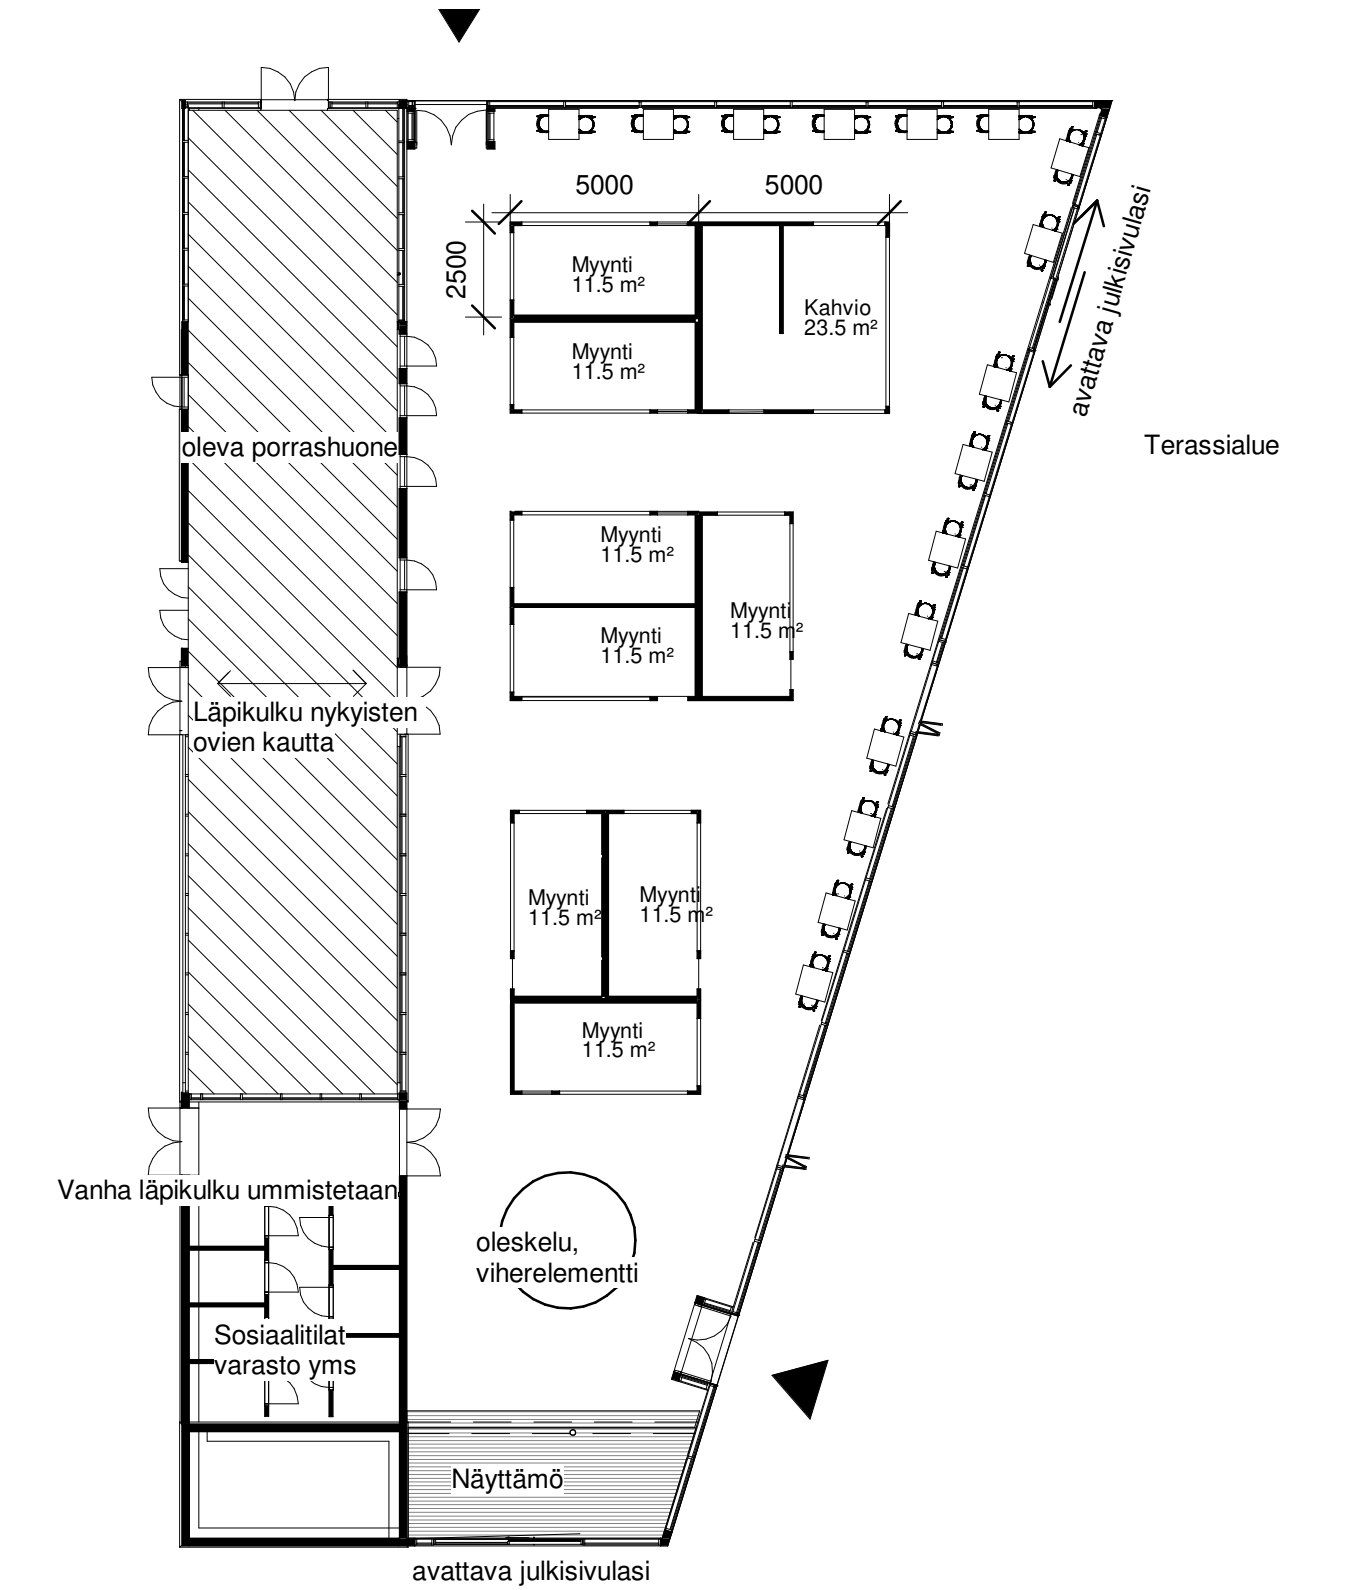 5000
5000
2500
Myynti
11.5 m²
Kahvio
23.5 m²
Myynti
11.5 m²
avattava julkisivulasi
oleva porrashuone
Terassialue
Myynti
11.5 m²
Myynti
11.5 m²
Myynti
11.5 m²
Läpikulku nykyisten
ovien kautta
Myynti
11.5 m²
Myynti
11.5 m²
Myynti
11.5 m²
Vanha läpikulku ummistetaan
oleskelu,
viherelementti
Sosiaalitilat
varasto yms
Näyttämö
avattava julkisivulasi